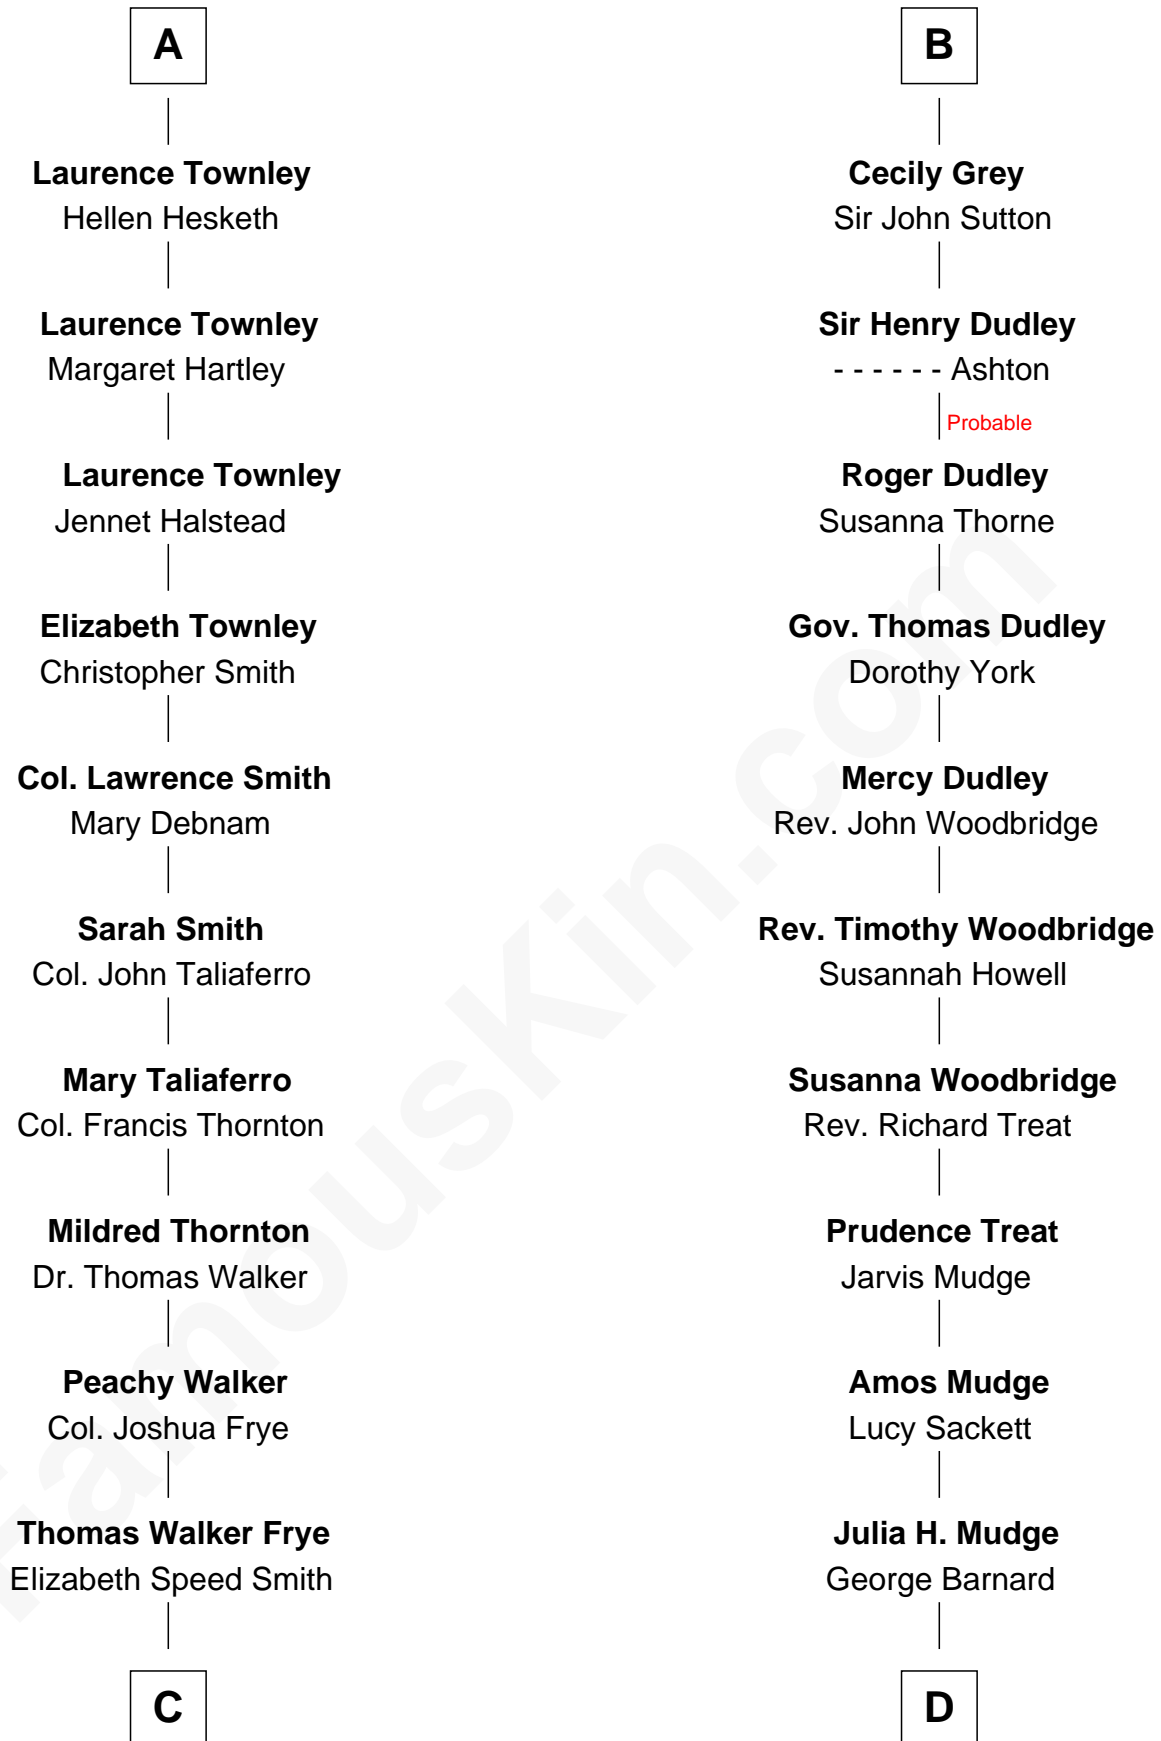 A
Laurence Townley
Hellen Hesketh
Laurence Townley
Margaret Hartley
Laurence Townley
Jennet Halstead
Elizabeth Townley
Christopher Smith
Col. Lawrence Smith
Mary Debnam
Sarah Smith
Col. John Taliaferro
Mary Taliaferro
Col. Francis Thornton
Mildred Thornton
Dr. Thomas Walker
Peachy Walker
Col. Joshua Frye
Thomas Walker Frye
Elizabeth Speed Smith
C
B
Cecily Grey
Sir John Sutton
Sir Henry Dudley
- - - - - - Ashton
Probable
Roger Dudley
Susanna Thorne
Gov. Thomas Dudley
Dorothy York
Mercy Dudley
Rev. John Woodbridge
Rev. Timothy Woodbridge
Susannah Howell
Susanna Woodbridge
Rev. Richard Treat
Prudence Treat
Jarvis Mudge
Amos Mudge
Lucy Sackett
Julia H. Mudge
George Barnard
D
FamousKin.com